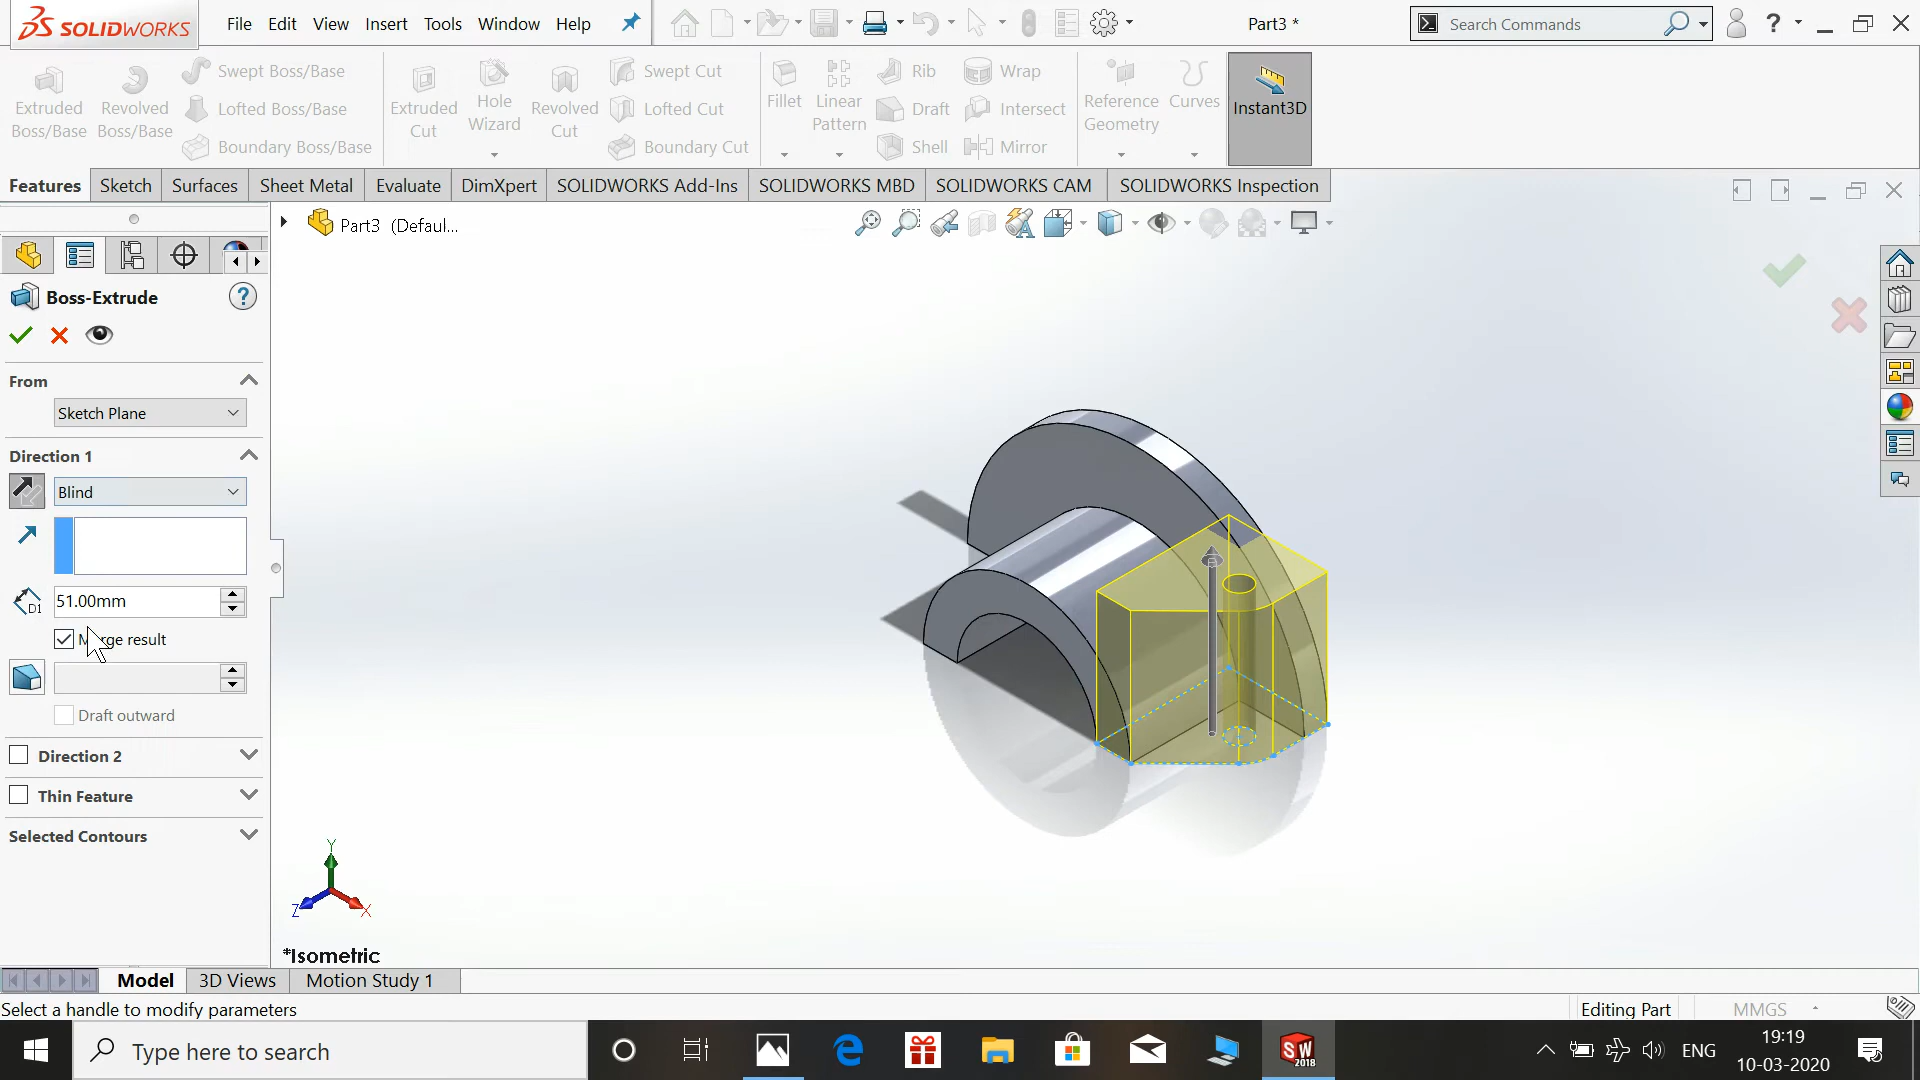 SOLIDWORKS File Edit View Insert Tools Window Help Part3 * Search Commands ?
Extruded Boss/Base
Revolved Boss/Base
Swept Boss/Base
Lofted Boss/Base
Boundary Boss/Base
Extruded Cut
Hole Wizard
Revolved Cut
Swept Cut
Lofted Cut
Boundary Cut
Fillet
Linear Pattern
Rib
Draft
Shell
Wrap
Intersect
Mirror
Reference Geometry
Curves
Instant3D
Features Sketch Surfaces Sheet Metal Evaluate DimXpert SOLIDWORKS Add-Ins SOLIDWORKS MBD SOLIDWORKS CAM SOLIDWORKS Inspection
Part3 (Defaul...
Boss-Extrude ?
From
Sketch Plane
Direction 1
Blind
D1 51.00mm
Merge result
Draft outward
Direction 2
Thin Feature
Selected Contours
Y
Z X
*Isometric
Model 3D Views Motion Study 1
Select a handle to modify parameters Editing Part MMGS
Type here to search
SW 2018
ENG
19:19
10-03-2020